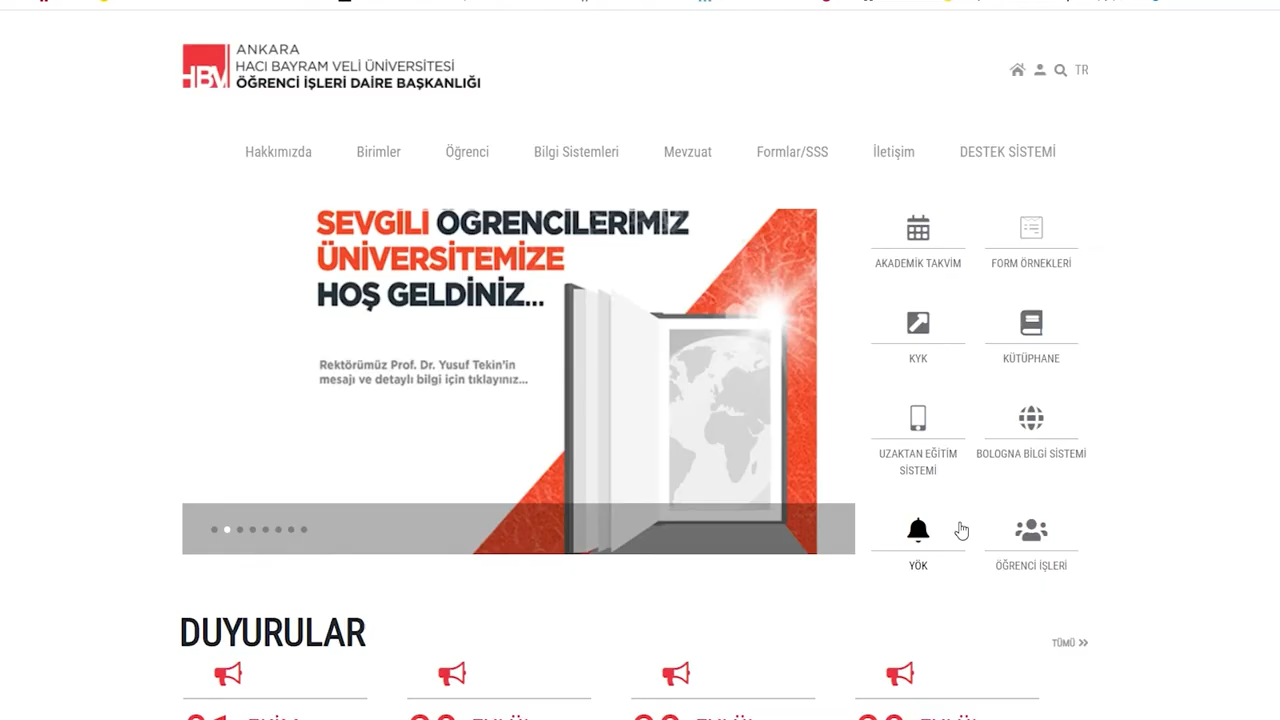 ANKARA
HACI BAYRAM VELİ ÜNİVERSİTESİ
ÖĞRENCİ İŞLERİ DAİRE BAŞKANLIĞI
HBV
TR
Hakkımızda Birimler Öğrenci Bilgi Sistemleri Mevzuat Formlar/SSS İletişim DESTEK SİSTEMİ
SEVGİLİ ÖĞRENCİLERİMİZ
ÜNİVERSİTEMİZE
HOŞ GELDİNİZ...
Rektörümüz Prof. Dr. Yusuf Tekin'in
mesajı ve detaylı bilgi için tıklayınız...
AKADEMİK TAKVİM FORM ÖRNEKLERİ
KYK KÜTÜPHANE
UZAKTAN EĞİTİM
SİSTEMİ
BOLOGNA BİLGİ SİSTEMİ
YÖK ÖĞRENCİ İŞLERİ
DUYURULAR
TÜMÜ